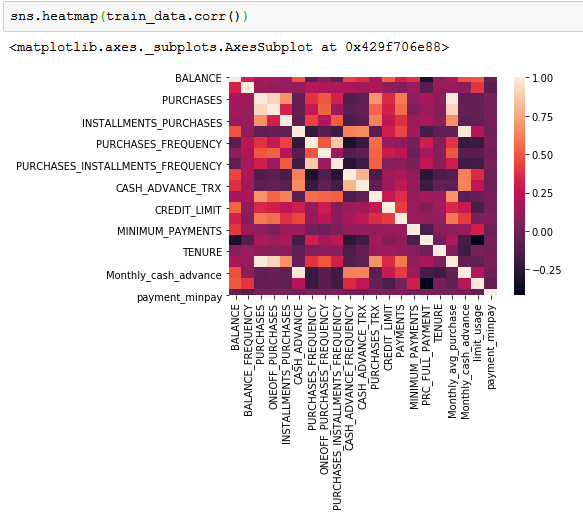 sns.heatmap(train_data.corr())
<matplotlib.axes._subplots.AxesSubplot at 0x429f706e88>
BALANCE
PURCHASES
INSTALLMENTS_PURCHASES
PURCHASES_FREQUENCY
PURCHASES_INSTALLMENTS_FREQUENCY
CASH_ADVANCE_TRX
CREDIT_LIMIT
MINIMUM_PAYMENTS
TENURE
Monthly_cash_advance
payment_minpay
1.00
0.75
0.50
0.25
0.00
−0.25
BALANCE
BALANCE_FREQUENCY
PURCHASES
ONEOFF_PURCHASES
INSTALLMENTS_PURCHASES
CASH_ADVANCE
PURCHASES_FREQUENCY
ONEOFF_PURCHASES_FREQUENCY
PURCHASES_INSTALLMENTS_FREQUENCY
CASH_ADVANCE_FREQUENCY
CASH_ADVANCE_TRX
PURCHASES_TRX
CREDIT_LIMIT
PAYMENTS
MINIMUM_PAYMENTS
PRC_FULL_PAYMENT
TENURE
Monthly_avg_purchase
Monthly_cash_advance
limit_usage
payment_minpay